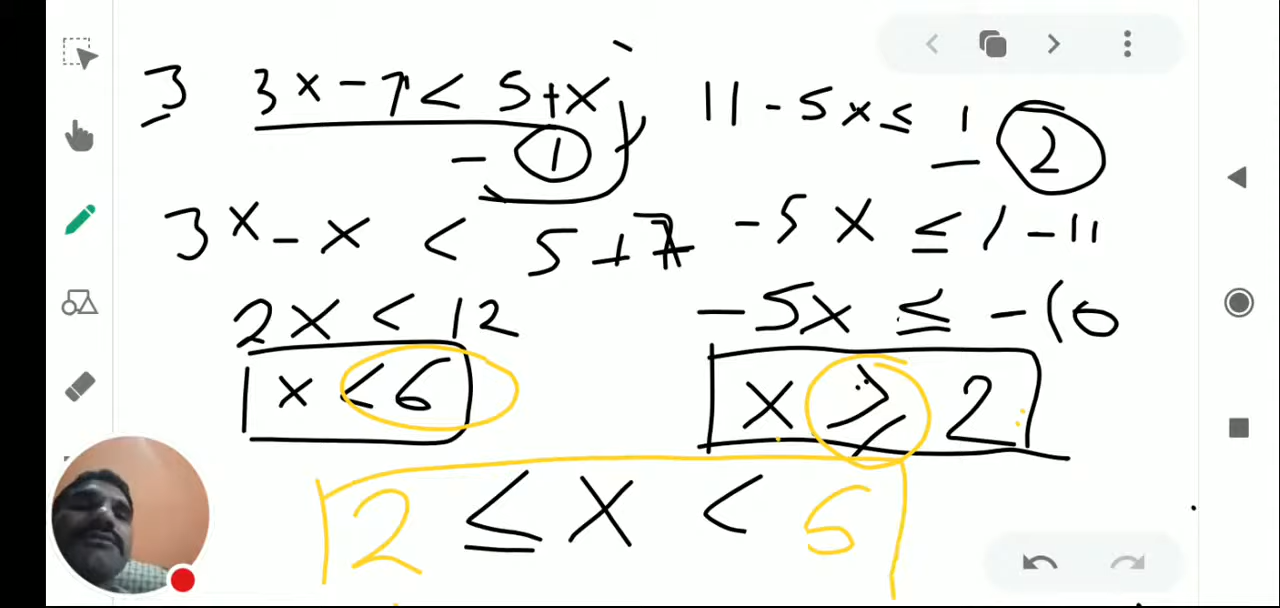 3 3x - 7 < 5 + x 11 - 5x ≤ 1
- 1 - 2
3x - x < 5 + 7 -5x ≤ 1 - 11
2x < 12 -5x ≤ -10
x < 6 x ≥ 2
2 ≤ x < 6